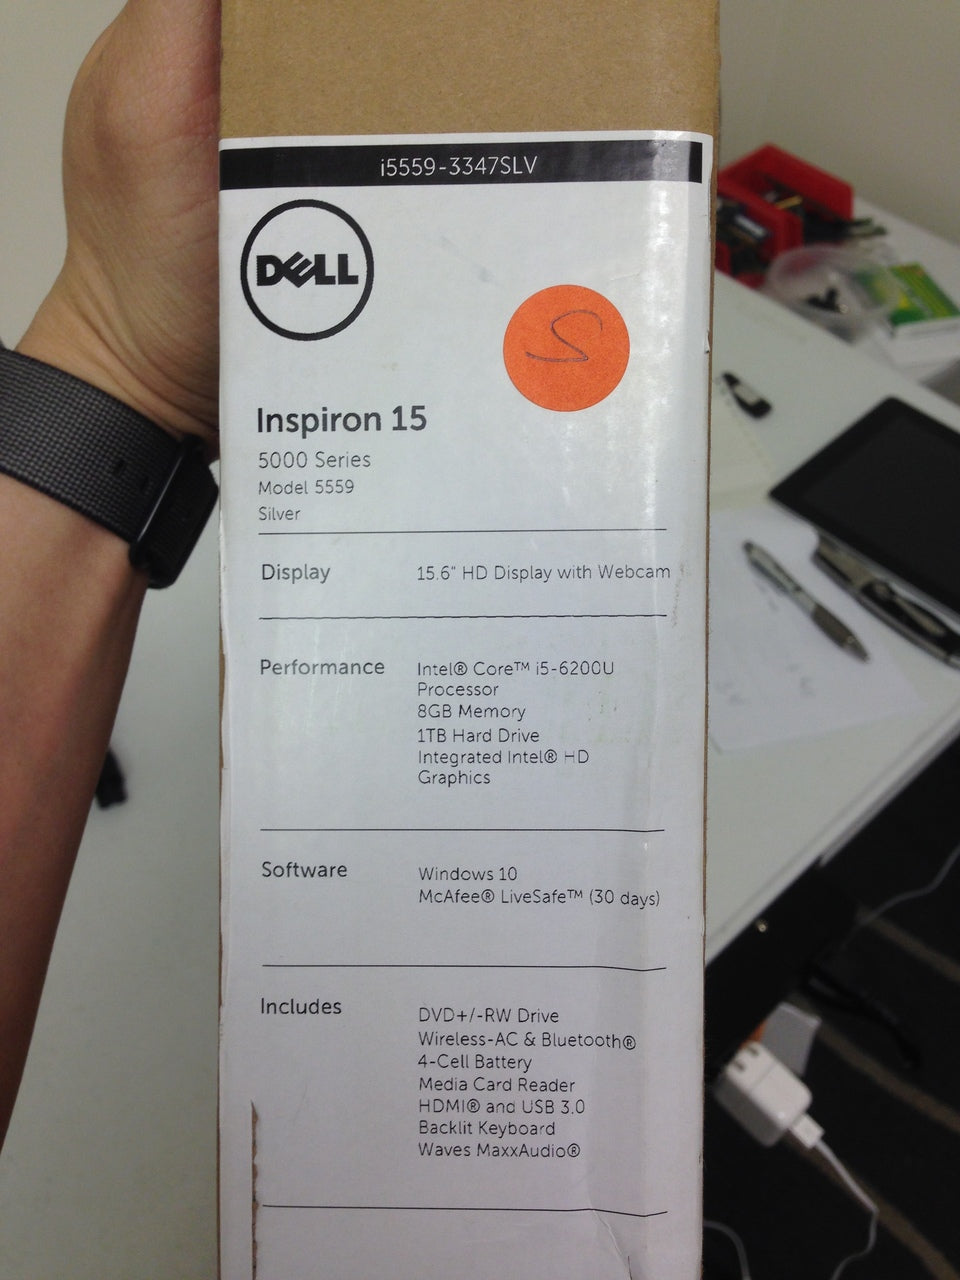 i5559-3347SLV
DELL
S
Inspiron 15
5000 Series
Model 5559
Silver
Display 15.6" HD Display with Webcam
Performance Intel® Core™ i5-6200U
Processor
8GB Memory
1TB Hard Drive
Integrated Intel® HD
Graphics
Software Windows 10
McAfee® LiveSafe™ (30 days)
Includes DVD+/-RW Drive
Wireless-AC & Bluetooth®
4-Cell Battery
Media Card Reader
HDMI® and USB 3.0
Backlit Keyboard
Waves MaxxAudio®